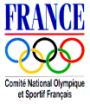 FRANCE
Comité National Olympique
et Sportif Français